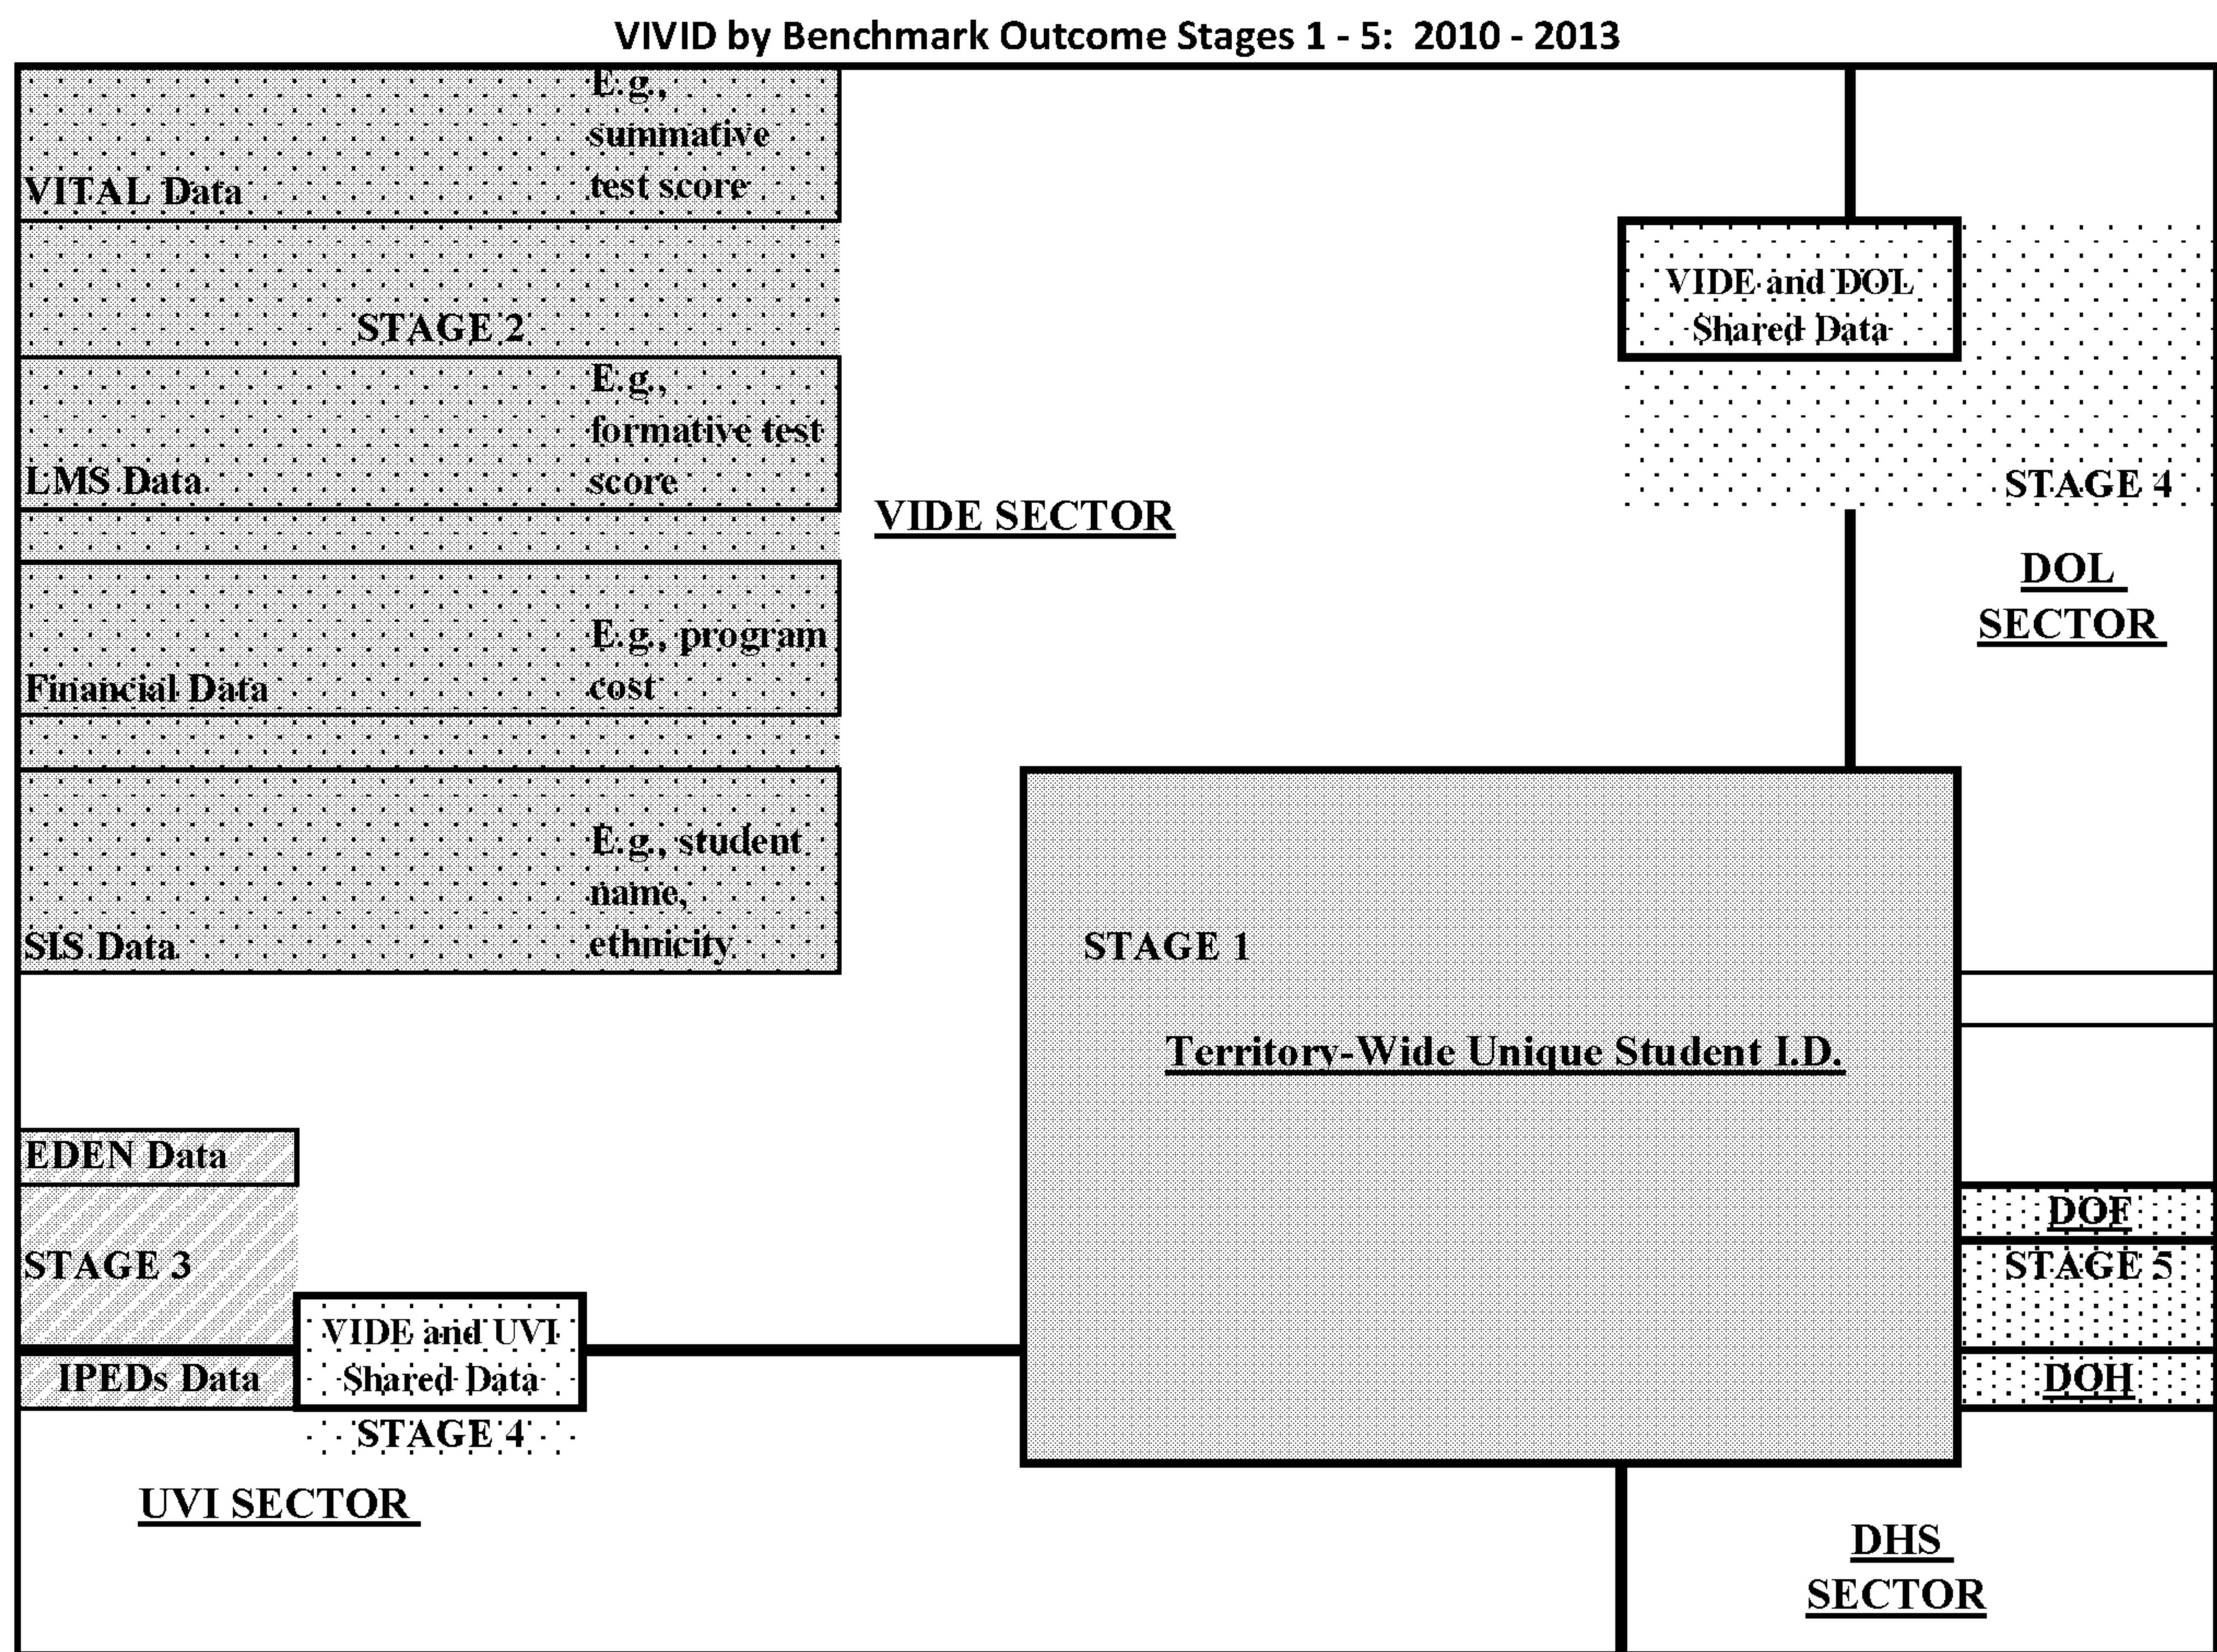 VIVID by Benchmark Outcome Stages 1 - 5: 2010 - 2013
E.g.,
summative
test score
VITAL Data
STAGE 2
E.g.,
formative test
score
LMS Data
E.g., program
cost
Financial Data
E.g., student
name,
ethnicity
SIS Data
VIDE SECTOR
VIDE and DOL
Shared Data
STAGE 4
DOL
SECTOR
STAGE 1
Territory-Wide Unique Student I.D.
EDEN Data
STAGE 3
IPEDs Data
VIDE and UVI
Shared Data
STAGE 4
UVI SECTOR
DOF
STAGE 5
DOH
DHS
SECTOR